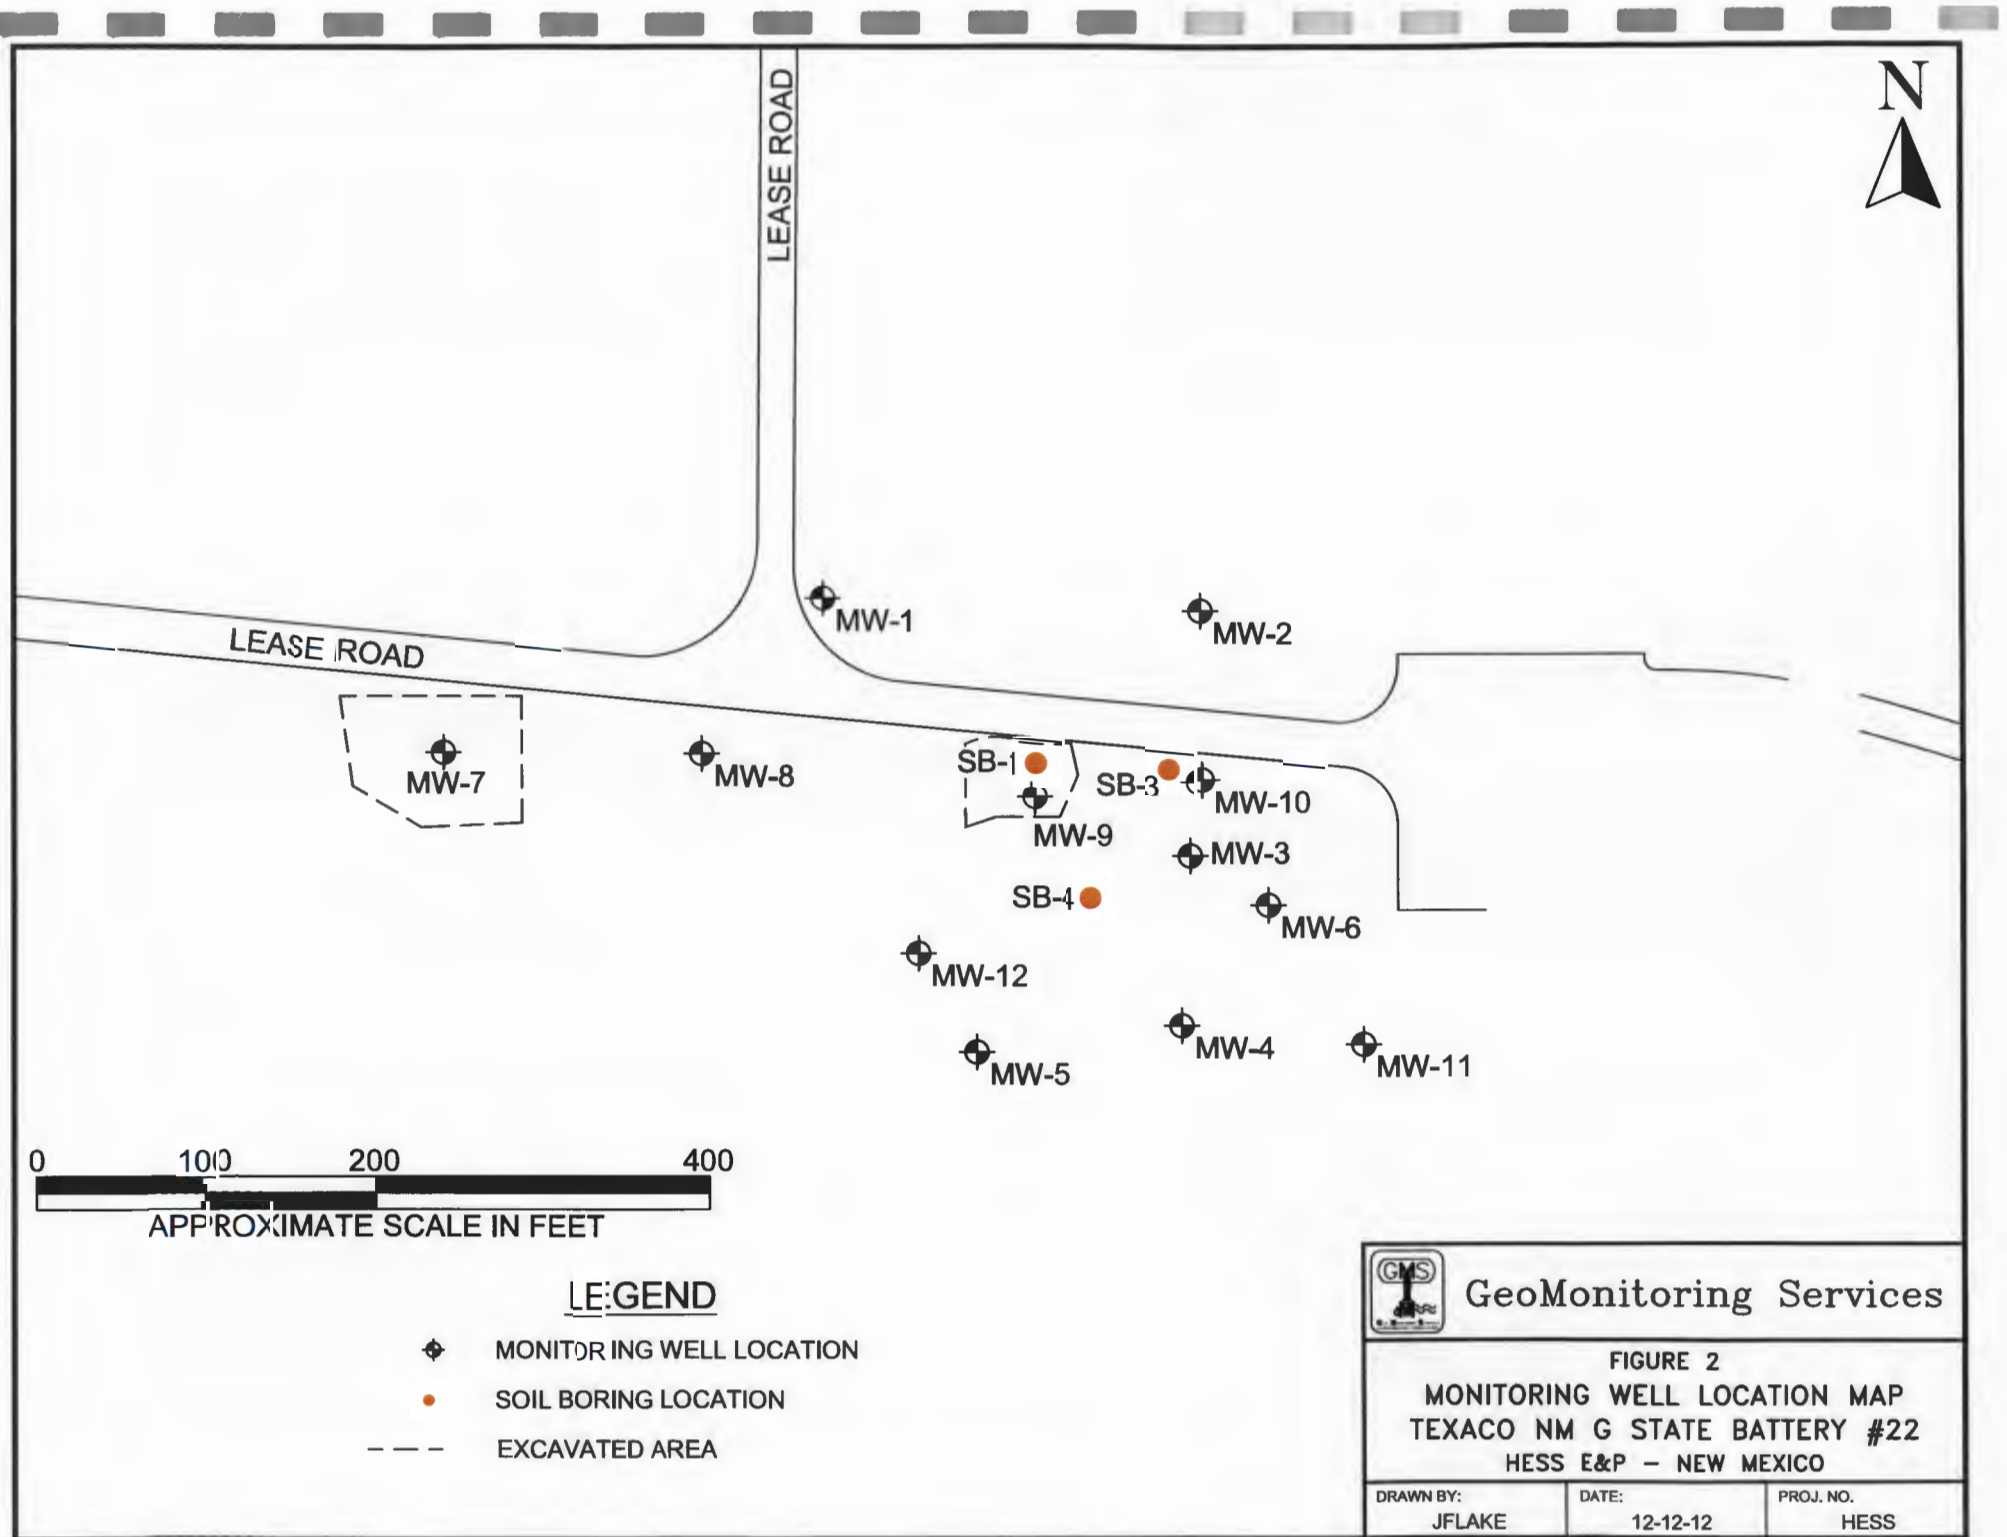 N
LEASE ROAD
MW-1
MW-2
LEASE ROAD
SB-1
SB-3
MW-7
MW-8
MW-10
MW-9
MW-3
SB-4
MW-6
MW-12
MW-4
MW-11
MW-5
0 100 200 400
APPROXIMATE SCALE IN FEET
LEGEND
MONITORING WELL LOCATION
SOIL BORING LOCATION
EXCAVATED AREA
GMS
GeoMonitoring Services
FIGURE 2
MONITORING WELL LOCATION MAP
TEXACO NM G STATE BATTERY #22
HESS E&P – NEW MEXICO
DRAWN BY:
JFLAKE
DATE:
12-12-12
PROJ. NO.
HESS